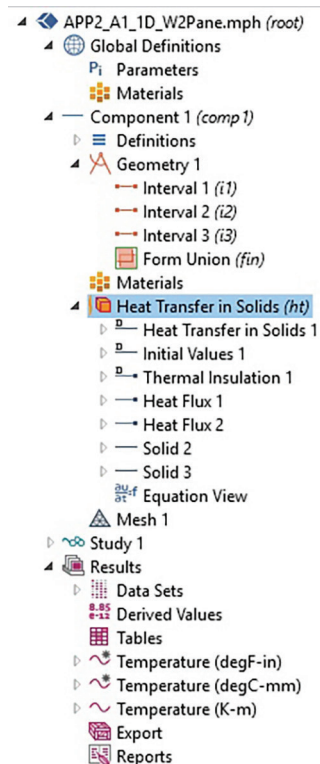 APP2_A1_1D_W2Pane.mph (root)
Global Definitions
Pi Parameters
Materials
Component 1 (comp1)
Definitions
Geometry 1
Interval 1 (i1)
Interval 2 (i2)
Interval 3 (i3)
Form Union (fin)
Materials
Heat Transfer in Solids (ht)
D Heat Transfer in Solids 1
D Initial Values 1
D Thermal Insulation 1
Heat Flux 1
Heat Flux 2
Solid 2
Solid 3
∂u/∂t=f Equation View
Mesh 1
Study 1
Results
Data Sets
8.85 e-12 Derived Values
Tables
Temperature (degF-in)
Temperature (degC-mm)
Temperature (K-m)
Export
Reports